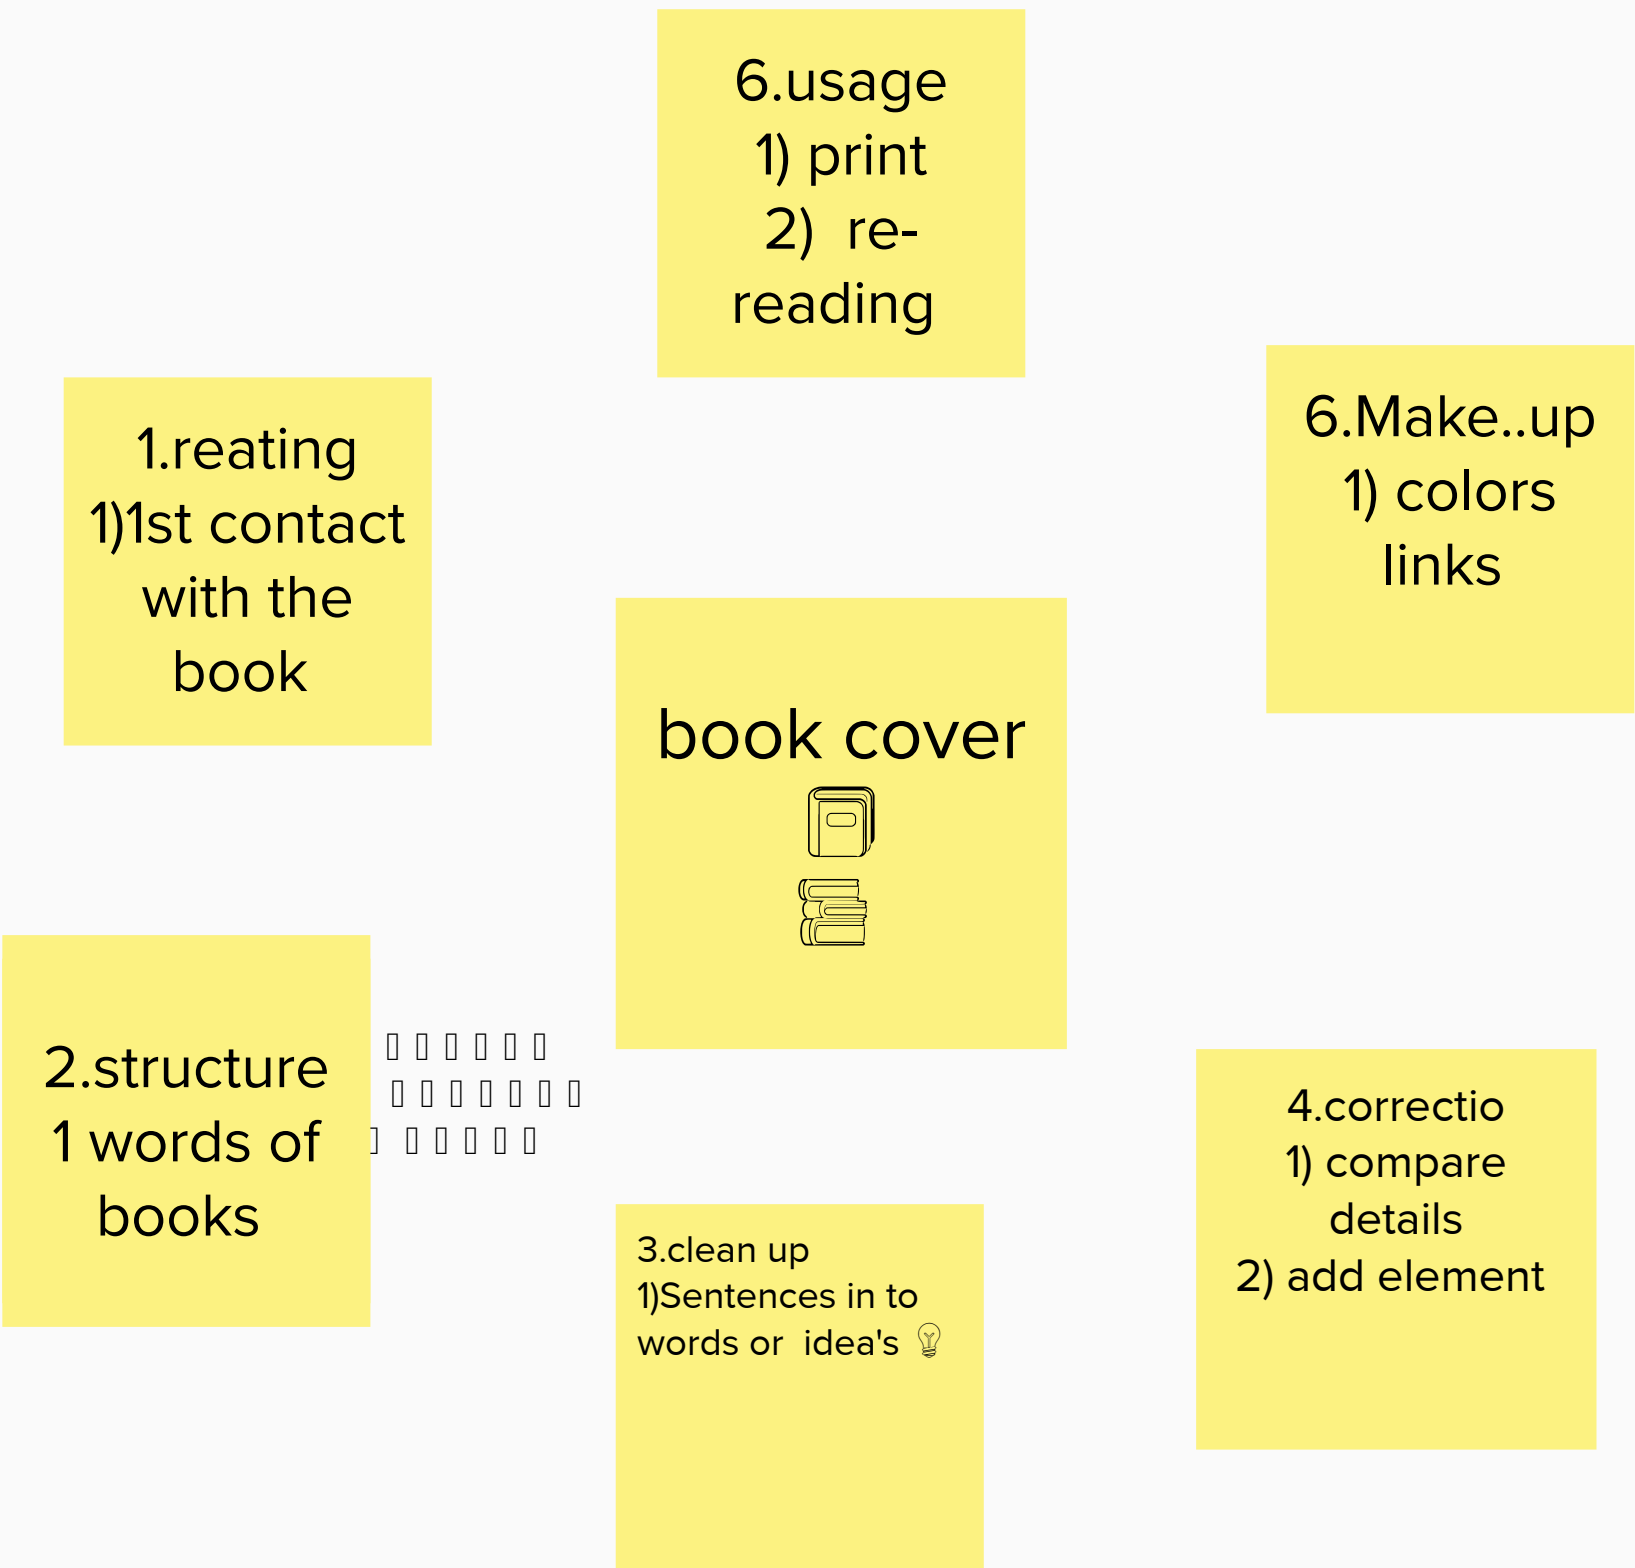 6.usage
1) print
2) re-
reading
1.reating
1)1st contact
with the
book
6.Make..up
1) colors
links
book cover
2.structure
1 words of
books
3.clean up
1)Sentences in to
words or idea's
4.correctio
1) compare
details
2) add element